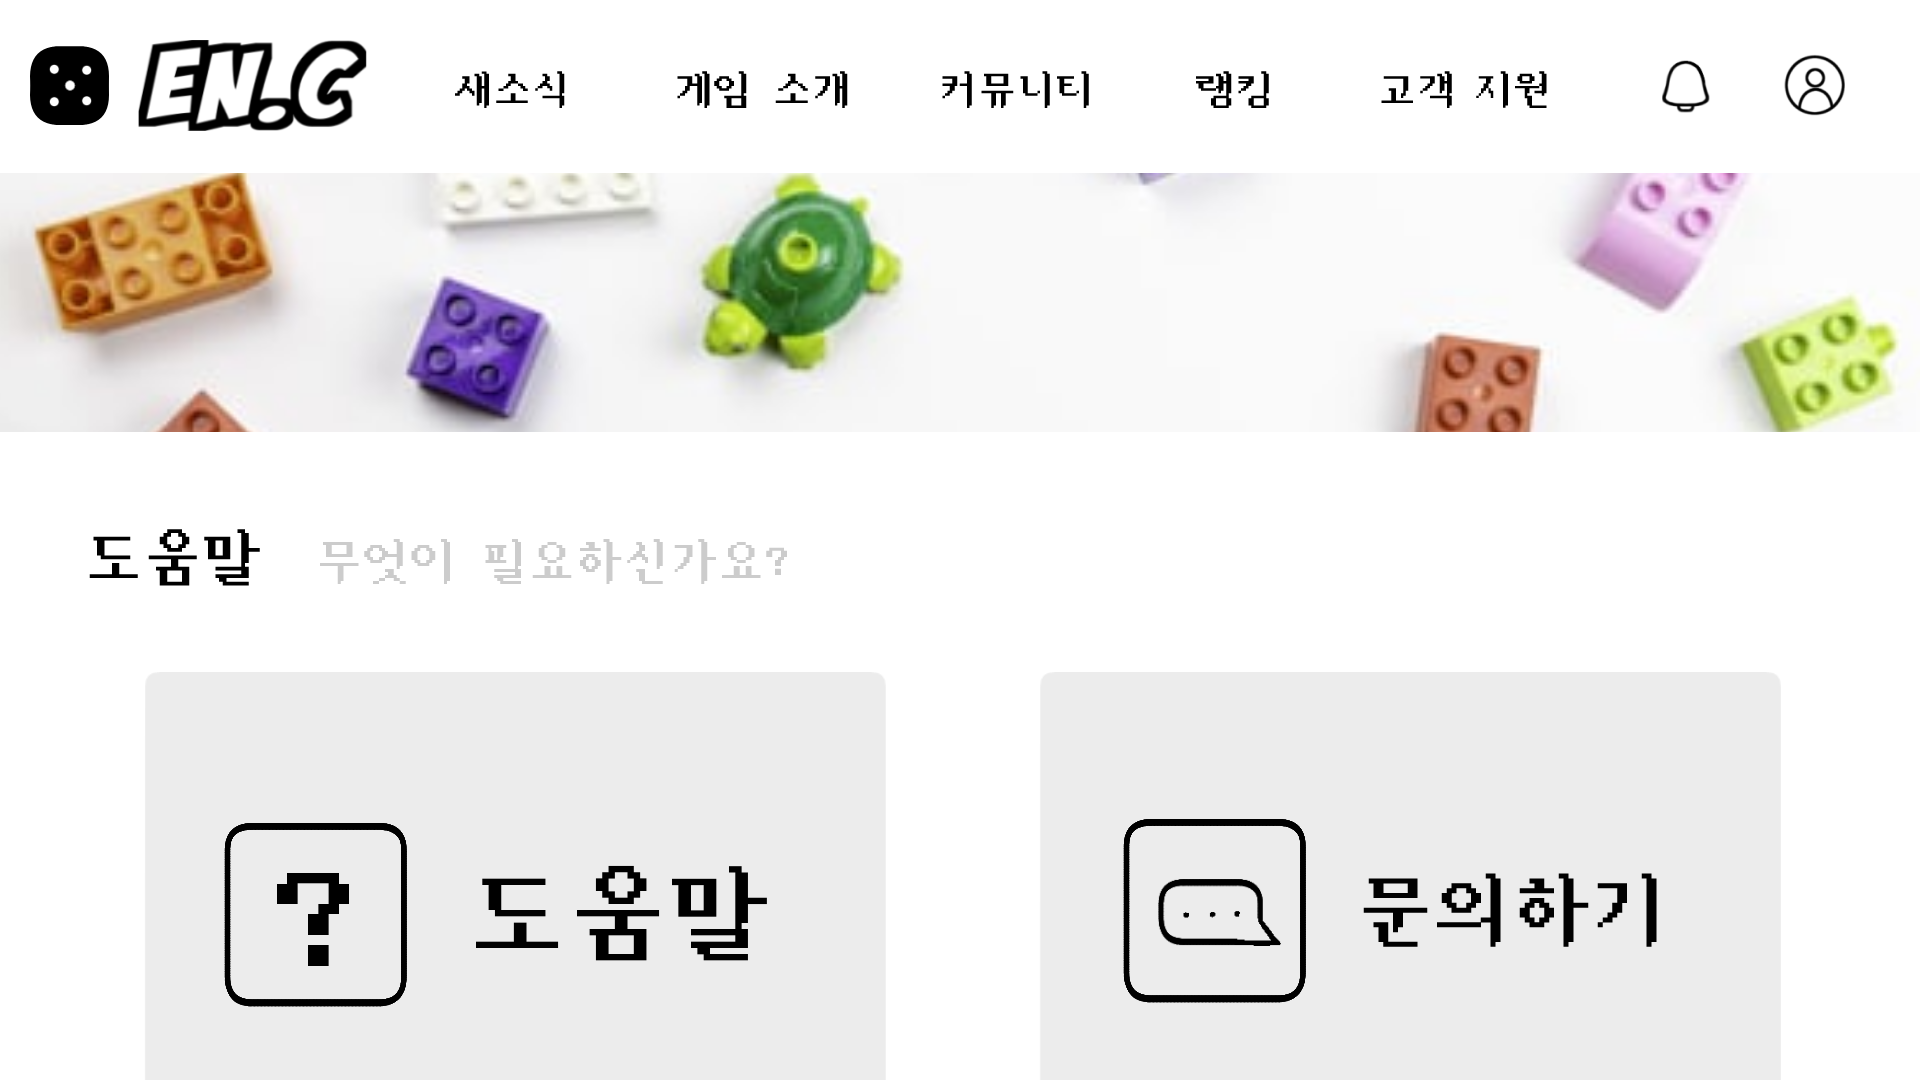 EN.C
새소식 게임 소개 커뮤니티 랭킹 고객 지원
도움말 무엇이 필요하신가요?
? 도움말
... 문의하기